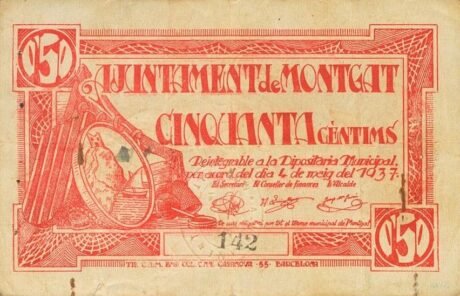 0'50
AJUNTAMENT de MONTGAT
CINQUANTA CÈNTIMS
Reintegrable a la Dipositaria Municipal,
per acord del dia 4 de maig del 1937.
El Secretari El Conseller de finances L'Alcalde
142
0'50
BARCELONA